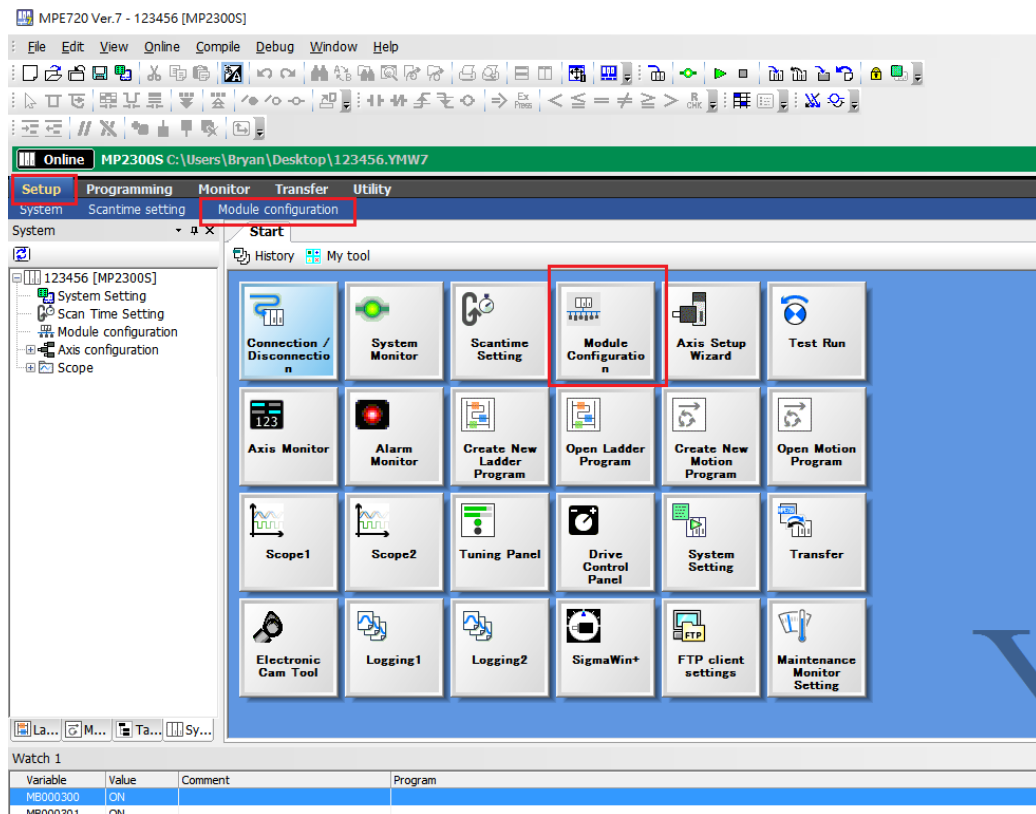 MPE720 Ver.7 - 123456 [MP2300S]
File Edit View Online Compile Debug Window Help
Online MP2300S C:\Users\Bryan\Desktop\123456.YMW7
Setup Programming Monitor Transfer Utility
System Scantime setting Module configuration
System
Start
History My tool
123456 [MP2300S]
System Setting
Scan Time Setting
Module configuration
Axis configuration
Scope
Connection /
Disconnectio
n
System
Monitor
Scantime
Setting
Module
Configuratio
n
Axis Setup
Wizard
Test Run
123
Axis Monitor
Alarm
Monitor
Create New
Ladder
Program
Open Ladder
Program
Create New
Motion
Program
Open Motion
Program
Scope1
Scope2
Tuning Panel
Drive
Control
Panel
System
Setting
Transfer
Electronic
Cam Tool
Logging1
Logging2
SigmaWin+
FTP
FTP client
settings
Maintenance
Monitor
Setting
La... M... Ta... Sy...
Watch 1
Variable Value Comment Program
MB000300 ON
MB000301 ON